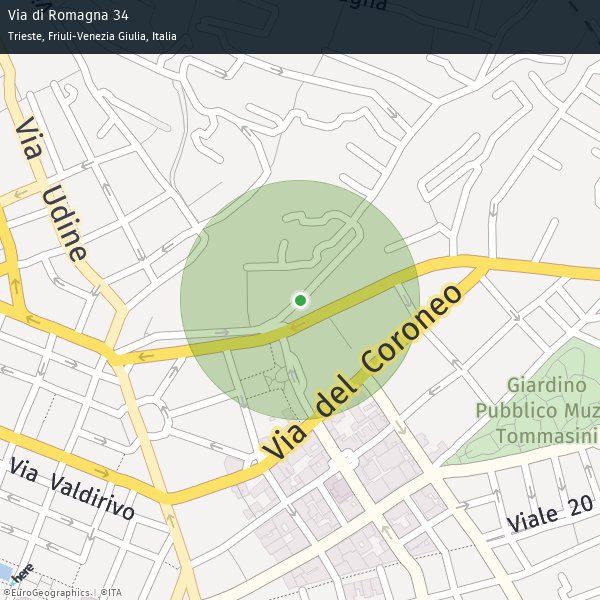 Via di Romagna 34
Trieste, Friuli-Venezia Giulia, Italia
Via Udine
Via del Coroneo
Giardino
Pubblico Muz
Tommasini
Via Valdirivo
Viale 20
here
©EuroGeographics | ©ITA